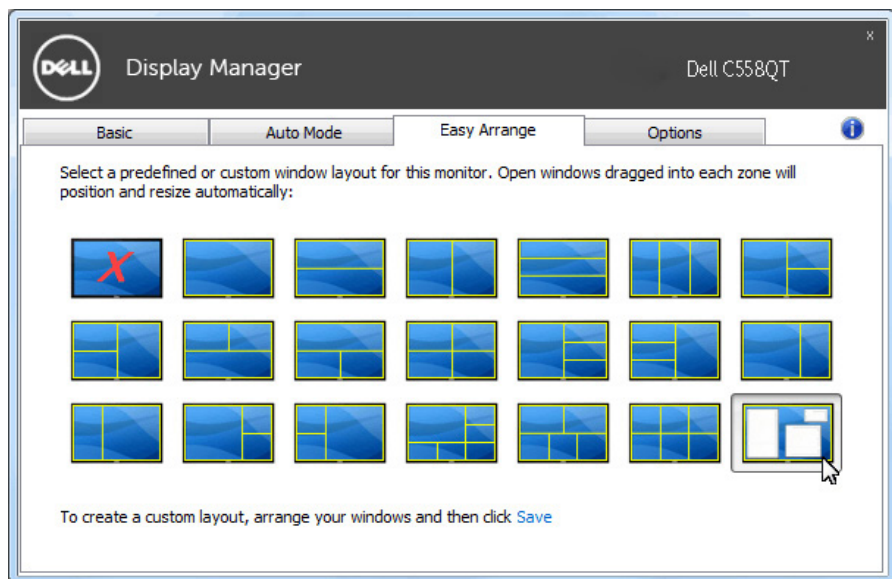 x
DELL
Display Manager
Dell C558QT
Basic
Auto Mode
Easy Arrange
Options
i
Select a predefined or custom window layout for this monitor. Open windows dragged into each zone will
position and resize automatically:
X
To create a custom layout, arrange your windows and then click Save